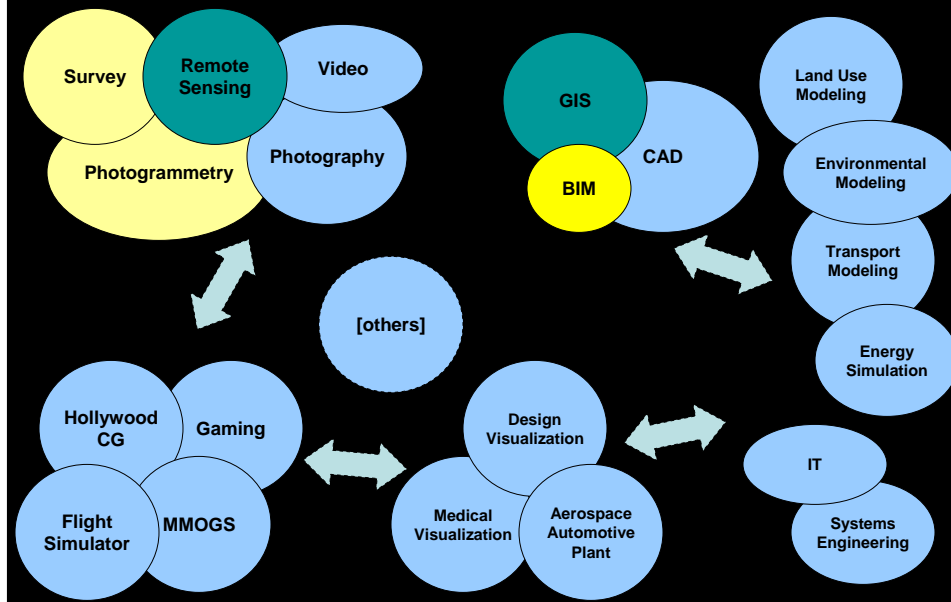 Survey
Remote
Sensing
Video
Photogrammetry
Photography
GIS
CAD
BIM
Land Use
Modeling
Environmental
Modeling
Transport
Modeling
Energy
Simulation
[others]
Hollywood
CG
Gaming
Flight
Simulator
MMOGS
Design
Visualization
Medical
Visualization
Aerospace
Automotive
Plant
IT
Systems
Engineering